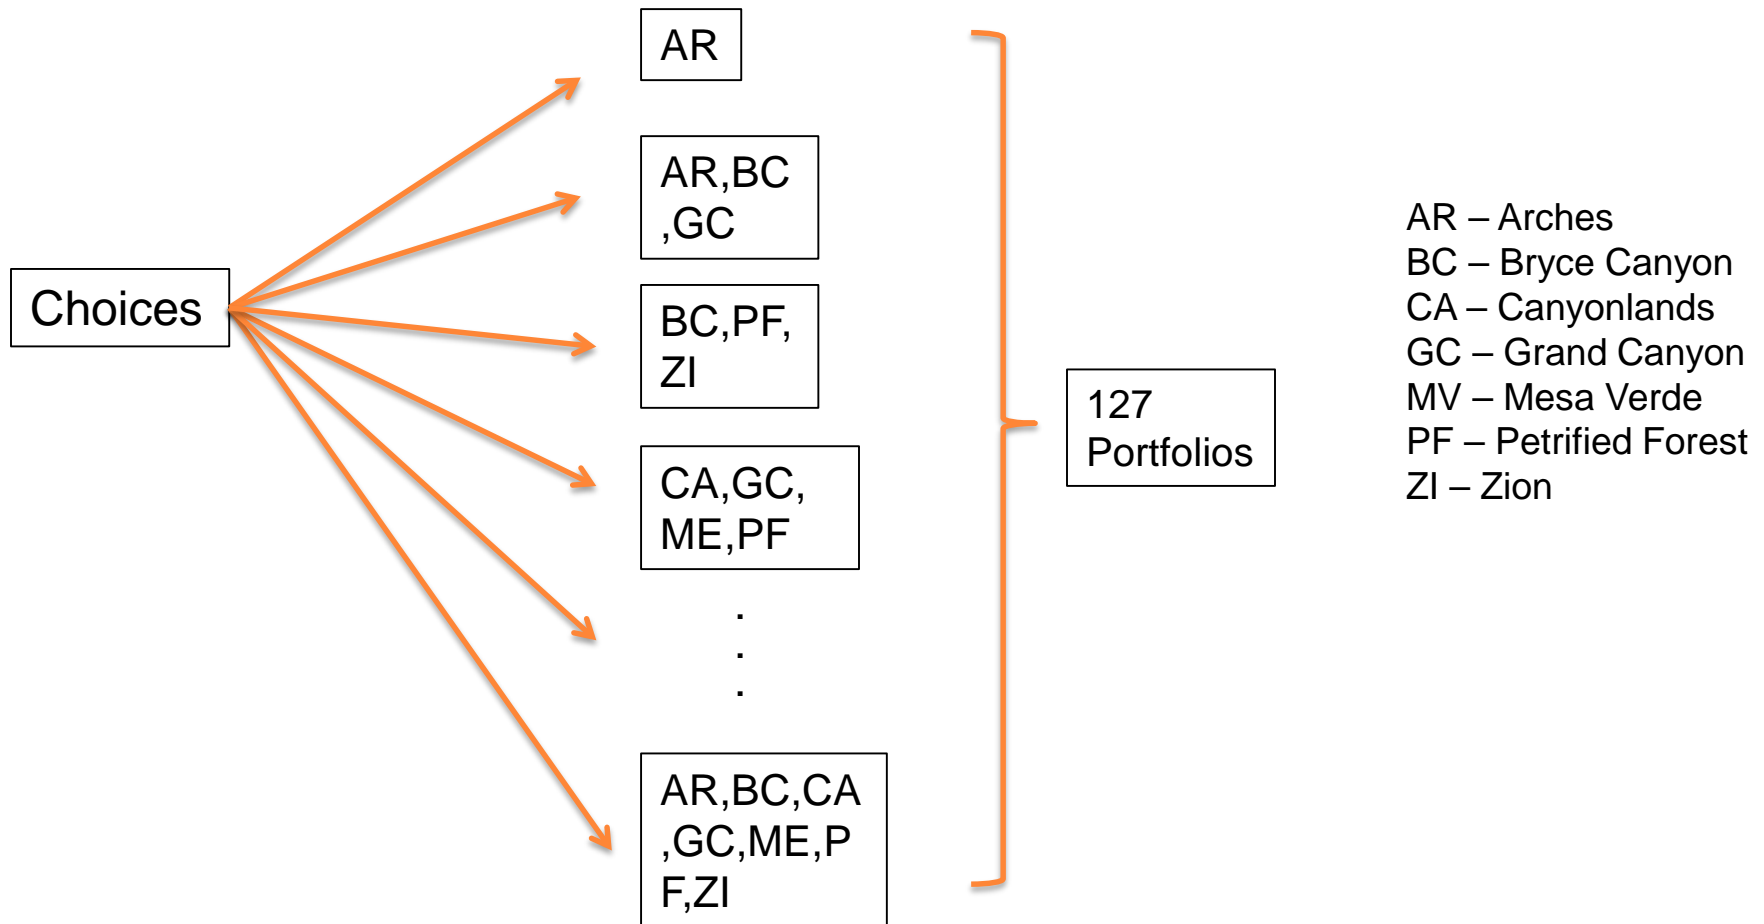 AR
AR,BC
,GC
Choices
BC,PF,
ZI
CA,GC,
ME,PF
.
.
.
AR,BC,CA
,GC,ME,P
F,ZI
127
Portfolios
AR – Arches
BC – Bryce Canyon
CA – Canyonlands
GC – Grand Canyon
MV – Mesa Verde
PF – Petrified Forest
ZI – Zion